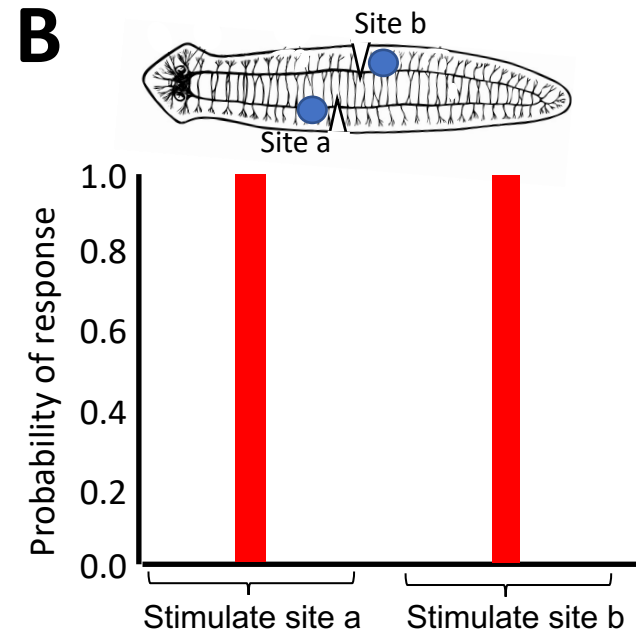 B
Site b
Site a
Probability of response
1.0
0.8
0.6
0.4
0.2
0.0
Stimulate site a
Stimulate site b